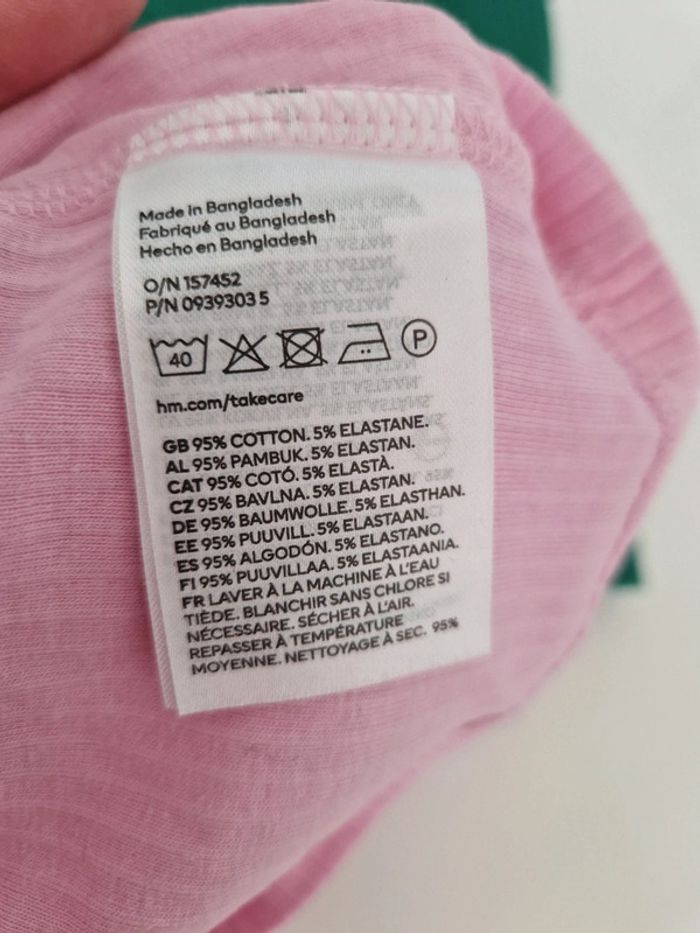 Made in Bangladesh
Fabriqué au Bangladesh
Hecho en Bangladesh
O/N 157452
P/N 0939303 5
40
P
hm.com/takecare
GB 95% COTTON. 5% ELASTANE.
AL 95% PAMBUK. 5% ELASTAN.
CAT 95% COTÓ. 5% ELASTÀ.
CZ 95% BAVLNA. 5% ELASTAN.
DE 95% BAUMWOLLE. 5% ELASTHAN.
EE 95% PUUVILL. 5% ELASTAAN.
ES 95% ALGODÓN. 5% ELASTANO.
FI 95% PUUVILLAA. 5% ELASTAANIA.
FR LAVER À LA MACHINE À L'EAU
TIÈDE. BLANCHIR SANS CHLORE SI
NÉCESSAIRE. SÉCHER À L'AIR.
REPASSER À TEMPÉRATURE
MOYENNE. NETTOYAGE À SEC. 95%